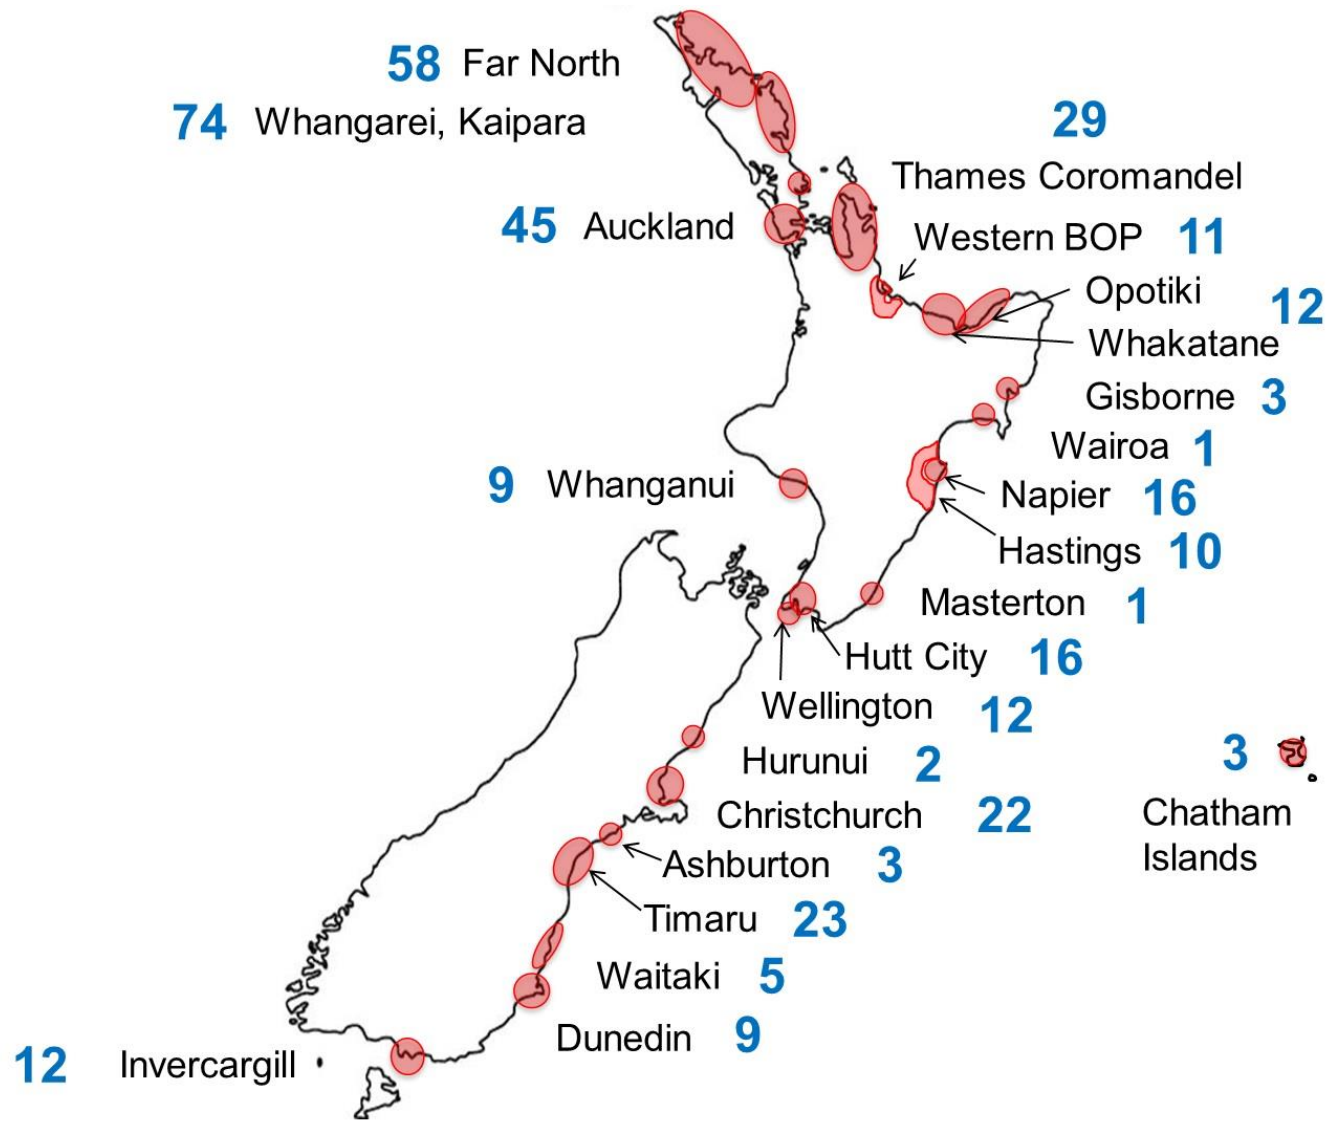 58 Far North
74 Whangarei, Kaipara
29
Thames Coromandel
45 Auckland
Western BOP 11
Opotiki
12
Whakatane
Gisborne 3
Wairoa 1
9 Whanganui
Napier 16
Hastings 10
Masterton 1
Hutt City 16
Wellington 12
Hurunui 2
3
Chatham
Islands
Christchurch 22
Ashburton 3
Timaru 23
Waitaki 5
Dunedin 9
12 Invercargill